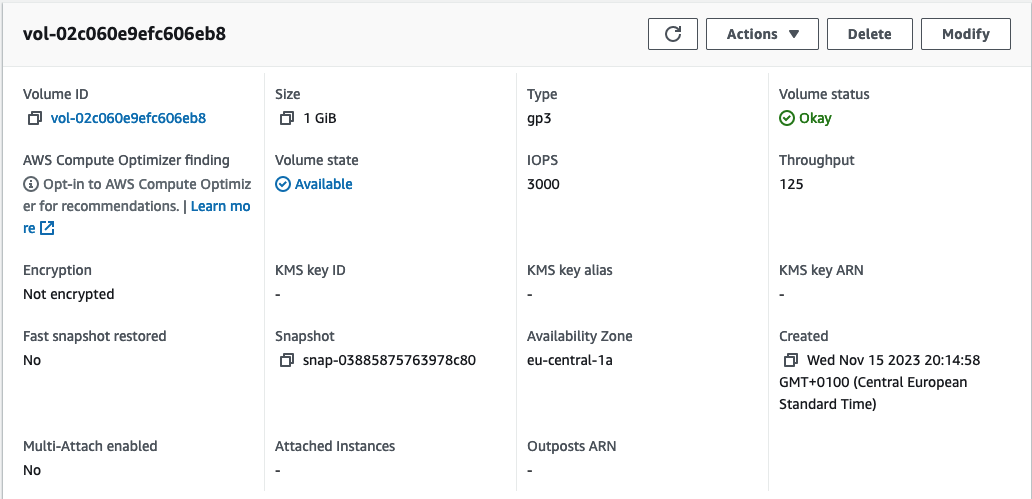 vol-02c060e9efc606eb8
Actions
Delete
Modify
Volume ID
vol-02c060e9efc606eb8
Size
1 GiB
Type
gp3
Volume status
Okay
AWS Compute Optimizer finding
Opt-in to AWS Compute Optimiz
er for recommendations. | Learn mo
re
Volume state
Available
IOPS
3000
Throughput
125
Encryption
Not encrypted
KMS key ID
-
KMS key alias
-
KMS key ARN
-
Fast snapshot restored
No
Snapshot
snap-03885875763978c80
Availability Zone
eu-central-1a
Created
Wed Nov 15 2023 20:14:58
GMT+0100 (Central European
Standard Time)
Multi-Attach enabled
No
Attached Instances
-
Outposts ARN
-